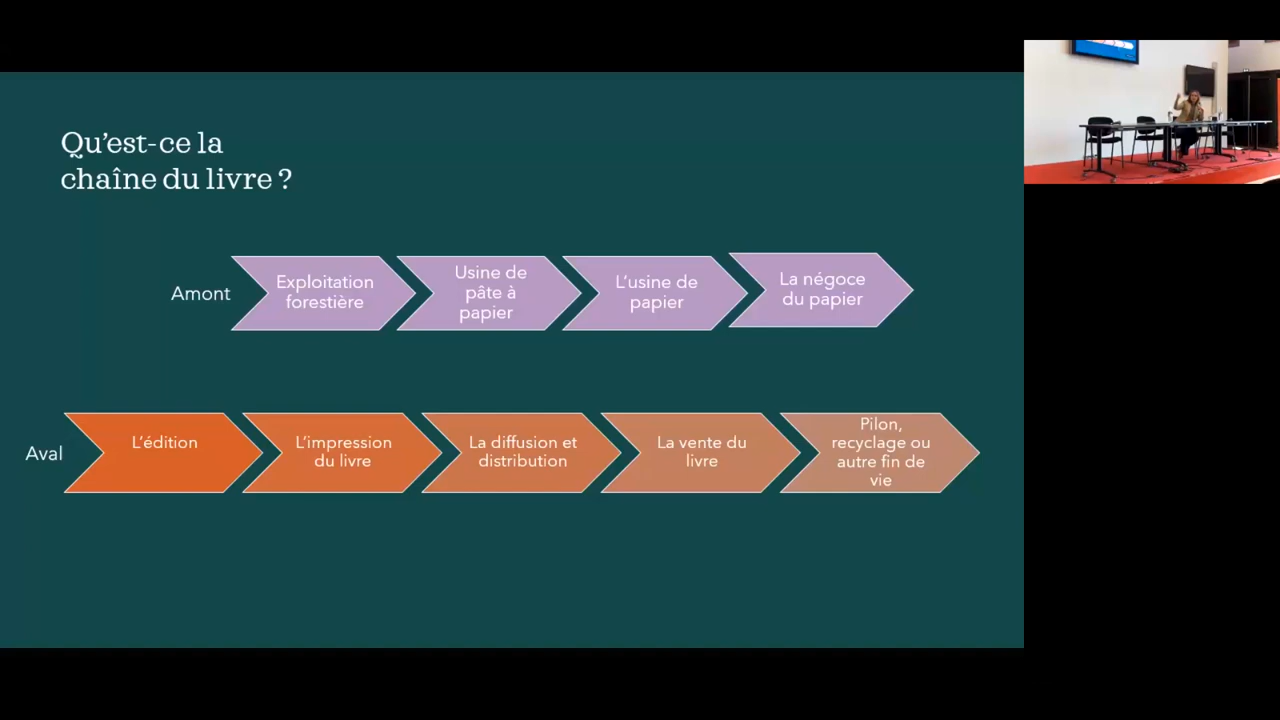 Qu'est-ce la
chaîne du livre ?
Amont
Exploitation
forestière
Usine de
pâte à
papier
L'usine de
papier
La négoce
du papier
Aval
L'édition
L'impression
du livre
La diffusion et
distribution
La vente du
livre
Pilon,
recyclage ou
autre fin de
vie